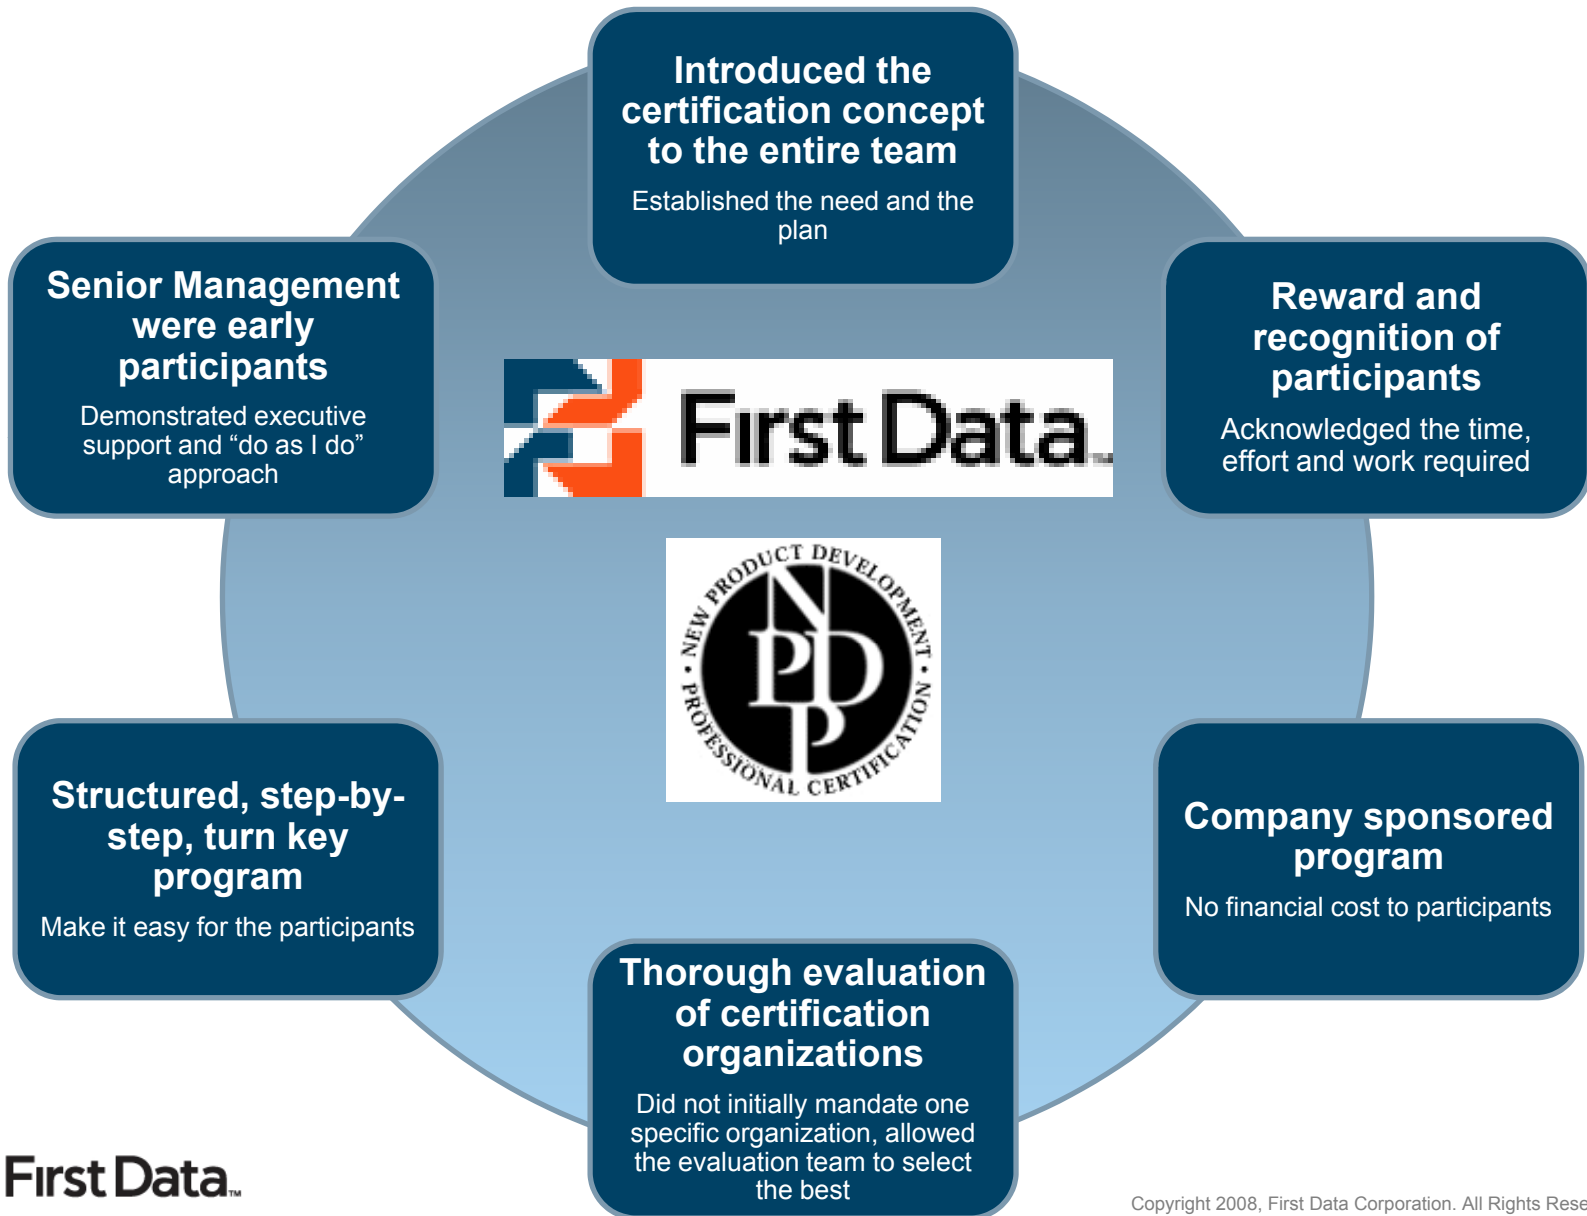 Introduced the
certification concept
to the entire team
Established the need and the
plan
Senior Management
were early
participants
Demonstrated executive
support and “do as I do”
approach
Reward and
recognition of
participants
Acknowledged the time,
effort and work required
First Data™
NEW PRODUCT DEVELOPMENT
NPDP
• PROFESSIONAL CERTIFICATION •
Structured, step-by-
step, turn key
program
Make it easy for the participants
Company sponsored
program
No financial cost to participants
Thorough evaluation
of certification
organizations
Did not initially mandate one
specific organization, allowed
the evaluation team to select
the best
First Data™
Copyright 2008, First Data Corporation. All Rights Rese